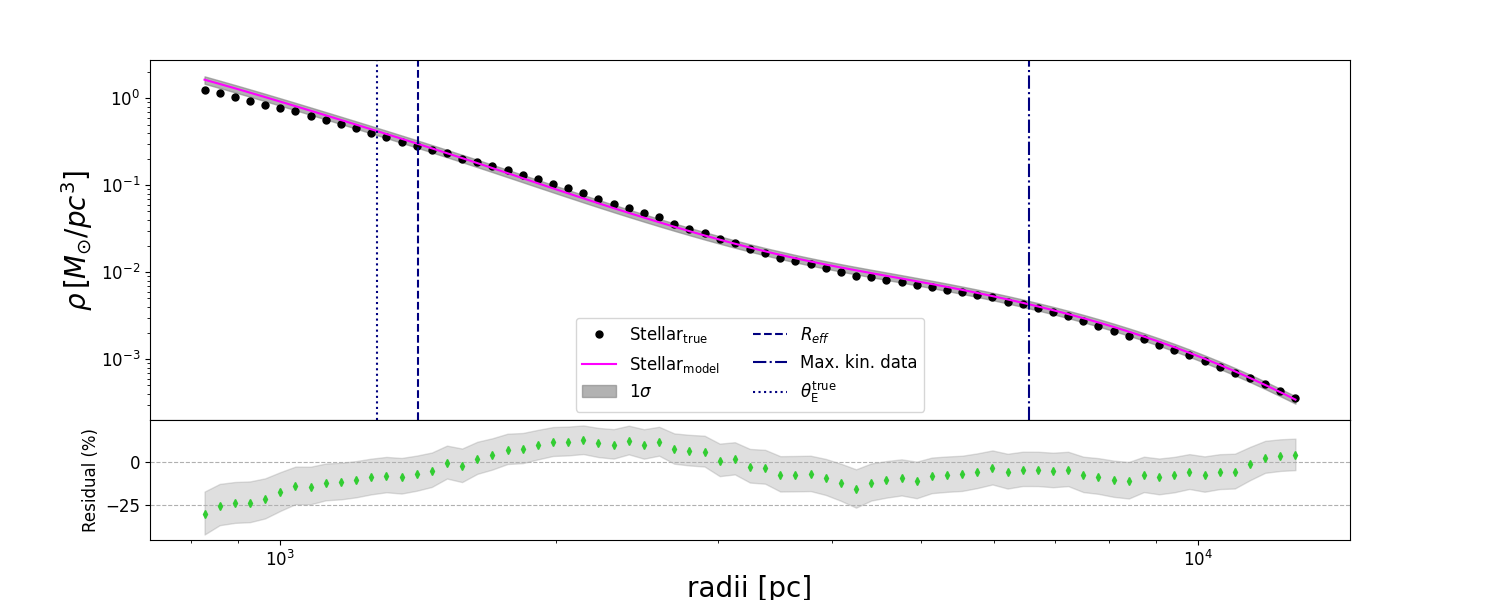 10⁰
10⁻¹
10⁻²
10⁻³
ρ [M⊙/pc³]
Stellar_true
Stellar_model
1σ
R_eff
Max. kin. data
θ_E^true
0
−25
Residual (%)
10³
10⁴
radii [pc]